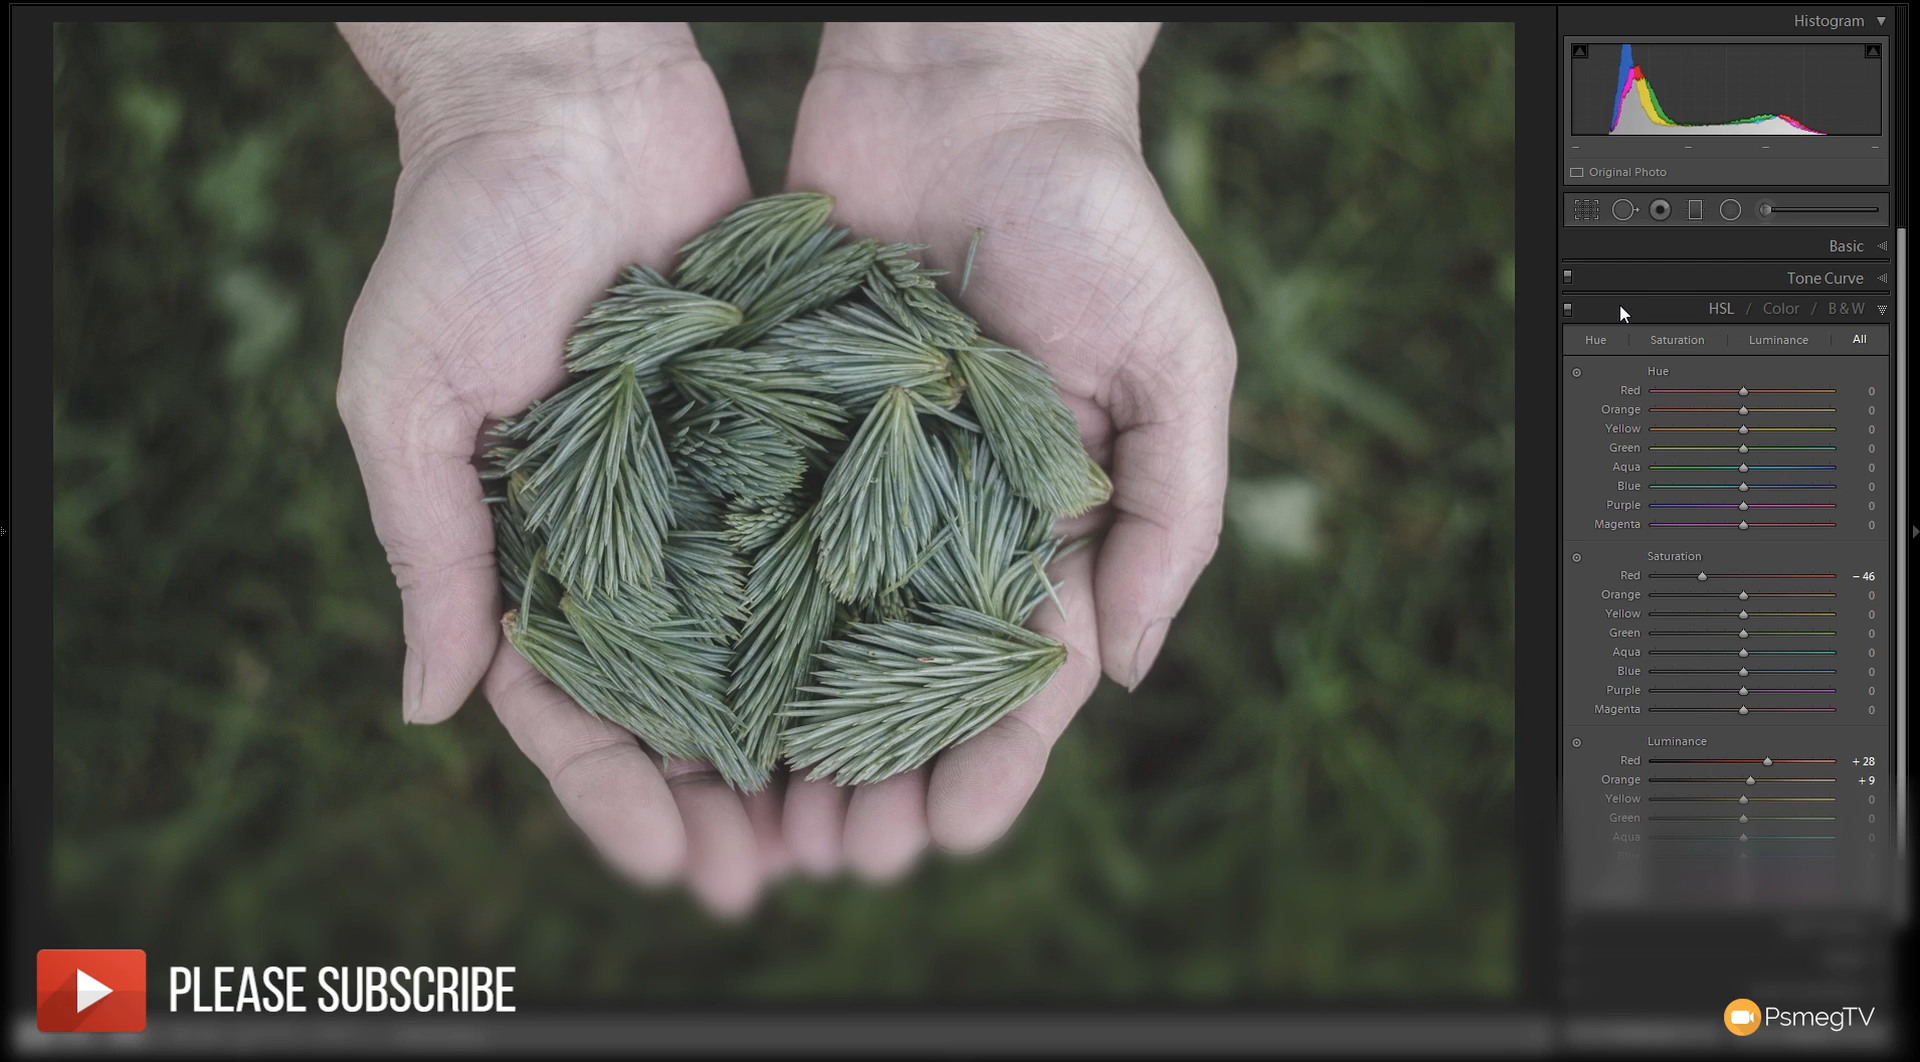 Histogram
Original Photo
Basic
Tone Curve
HSL / Color / B & W
Hue Saturation Luminance All
Hue
Red 0
Orange 0
Yellow 0
Green 0
Aqua 0
Blue 0
Purple 0
Magenta 0
Saturation
Red - 46
Orange 0
Yellow 0
Green 0
Aqua 0
Blue 0
Purple 0
Magenta 0
Luminance
Red + 28
Orange + 9
Yellow 0
Green 0
Aqua 0
Blue
PLEASE SUBSCRIBE
PsmegTV